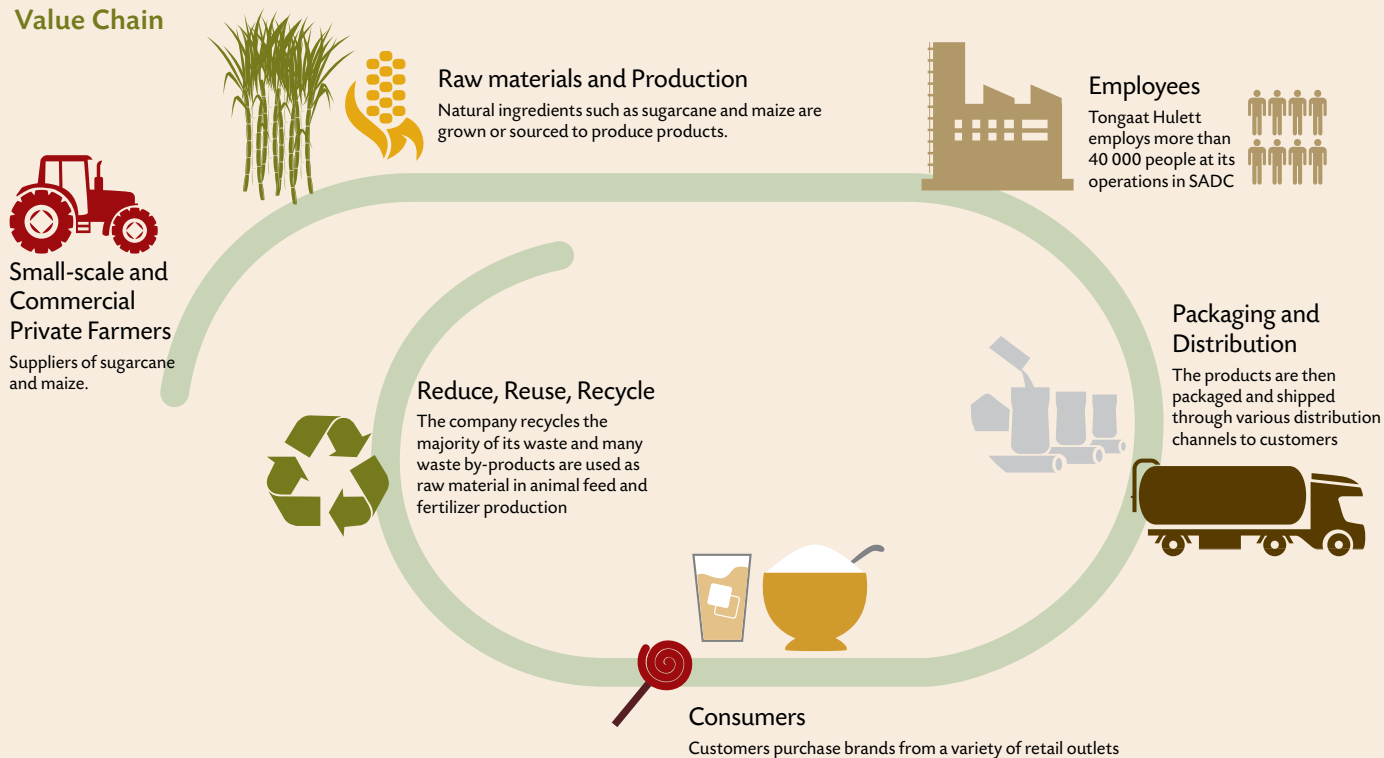 Value Chain
Small-scale and
Commercial
Private Farmers
Suppliers of sugarcane
and maize.
Raw materials and Production
Natural ingredients such as sugarcane and maize are
grown or sourced to produce products.
Employees
Tongaat Hulett
employs more than
40 000 people at its
operations in SADC
Packaging and
Distribution
The products are then
packaged and shipped
through various distribution
channels to customers
Consumers
Customers purchase brands from a variety of retail outlets
Reduce, Reuse, Recycle
The company recycles the
majority of its waste and many
waste by-products are used as
raw material in animal feed and
fertilizer production